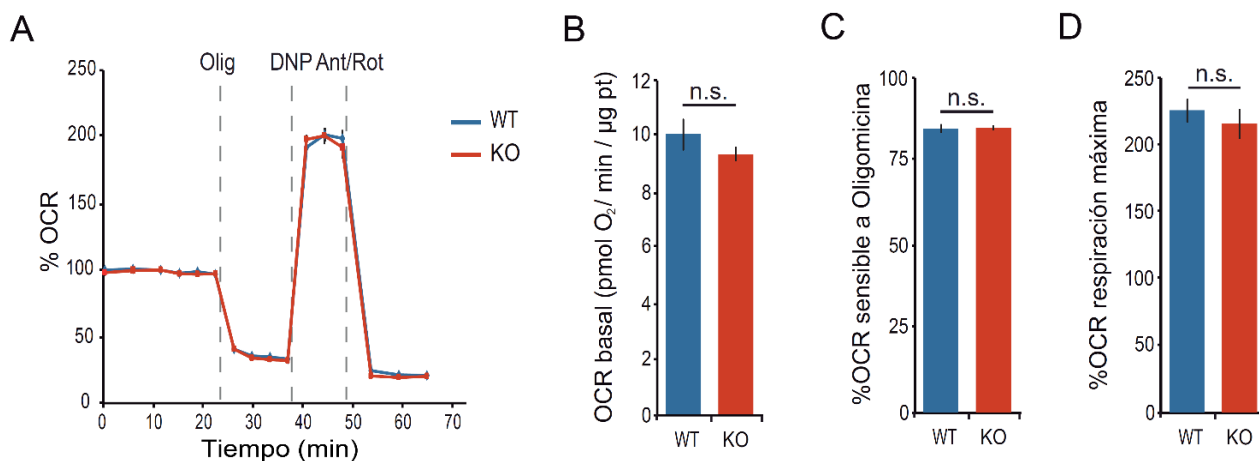 A
Olig
DNP Ant/Rot
% OCR
250
200
150
100
50
0
0
10
20
30
40
50
60
70
Tiempo (min)
WT
KO
B
n.s.
OCR basal (pmol O₂/ min / µg pt)
12
10
8
6
4
2
0
WT
KO
C
n.s.
%OCR sensible a Oligomicina
100
75
50
25
0
WT
KO
D
n.s.
%OCR respiración máxima
250
200
150
100
50
0
WT
KO